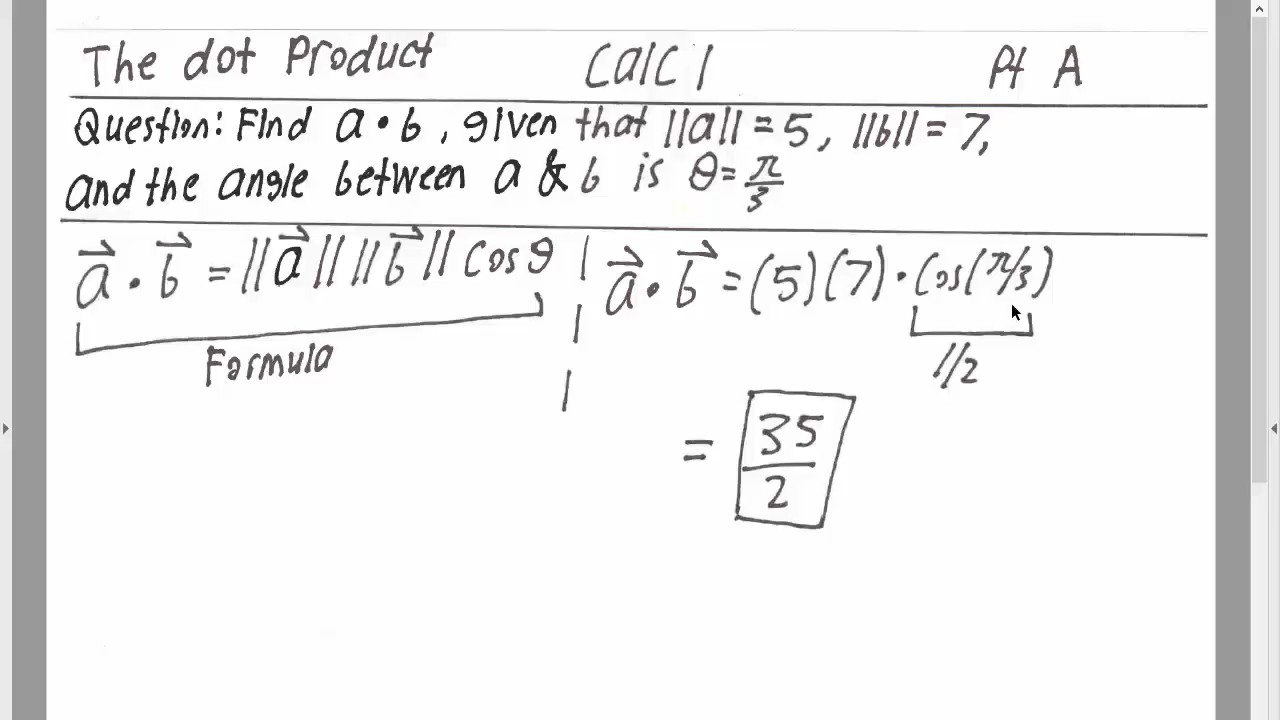 The dot Product Calc 1 Pt A
Question: Find a • b, given that ||a|| = 5, ||b|| = 7,
and the angle between a & b is θ = π/3
a⃗ • b⃗ = ||a⃗|| ||b⃗|| Cos θ
Formula
a⃗ • b⃗ = (5)(7) • Cos(π/3)
1/2
= 35/2